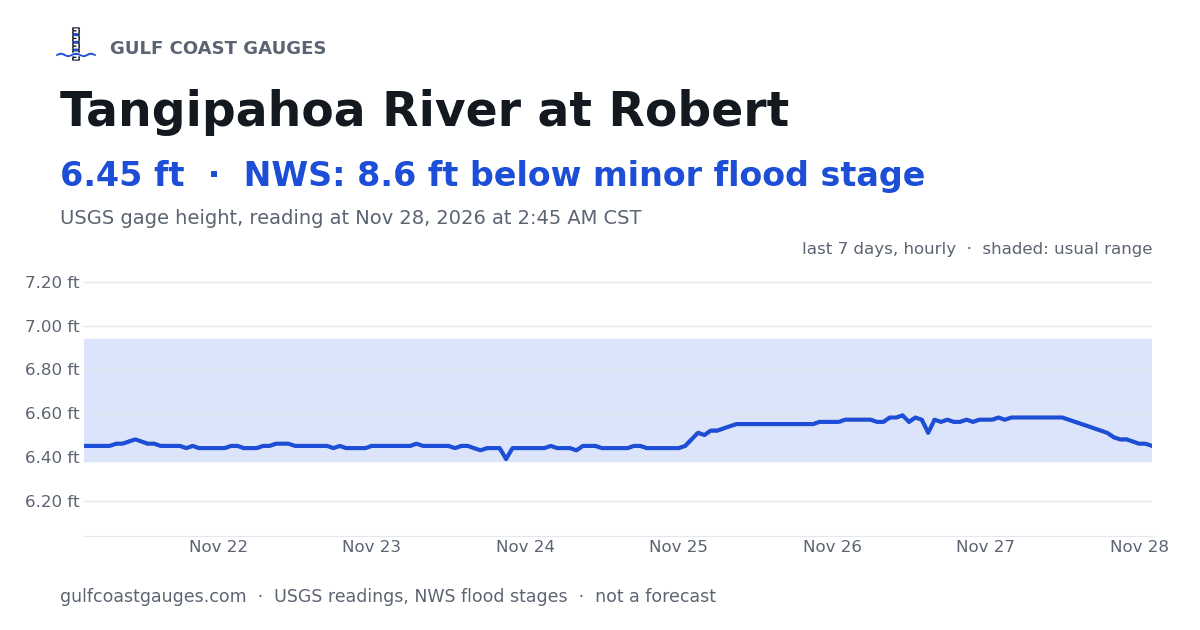 GULF COAST GAUGES
Tangipahoa River at Robert
6.45 ft · NWS: 8.6 ft below minor flood stage
USGS gage height, reading at Nov 28, 2026 at 2:45 AM CST
last 7 days, hourly · shaded: usual range
7.20 ft
7.00 ft
6.80 ft
6.60 ft
6.40 ft
6.20 ft
Nov 22 Nov 23 Nov 24 Nov 25 Nov 26 Nov 27 Nov 28
gulfcoastgauges.com · USGS readings, NWS flood stages · not a forecast